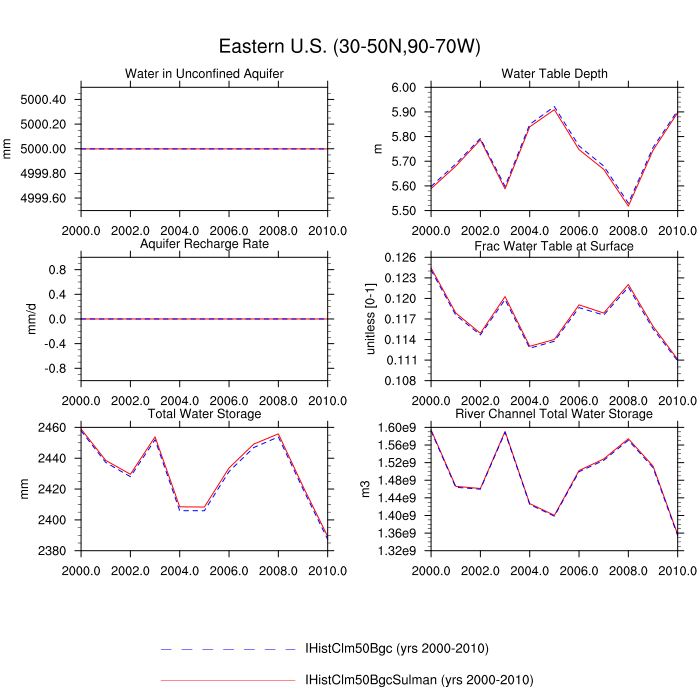 Eastern U.S. (30-50N,90-70W)
Water in Unconfined Aquifer
mm
5000.40
5000.20
5000.00
4999.80
4999.60
2000.0 2002.0 2004.0 2006.0 2008.0 2010.0
Water Table Depth
m
6.00
5.90
5.80
5.70
5.60
5.50
2000.0 2002.0 2004.0 2006.0 2008.0 2010.0
Aquifer Recharge Rate
mm/d
0.8
0.4
0.0
-0.4
-0.8
2000.0 2002.0 2004.0 2006.0 2008.0 2010.0
Frac Water Table at Surface
unitless [0-1]
0.126
0.123
0.120
0.117
0.114
0.111
0.108
2000.0 2002.0 2004.0 2006.0 2008.0 2010.0
Total Water Storage
mm
2460
2440
2420
2400
2380
2000.0 2002.0 2004.0 2006.0 2008.0 2010.0
River Channel Total Water Storage
m3
1.60e9
1.56e9
1.52e9
1.48e9
1.44e9
1.40e9
1.36e9
1.32e9
2000.0 2002.0 2004.0 2006.0 2008.0 2010.0
IHistClm50Bgc (yrs 2000-2010)
IHistClm50BgcSulman (yrs 2000-2010)